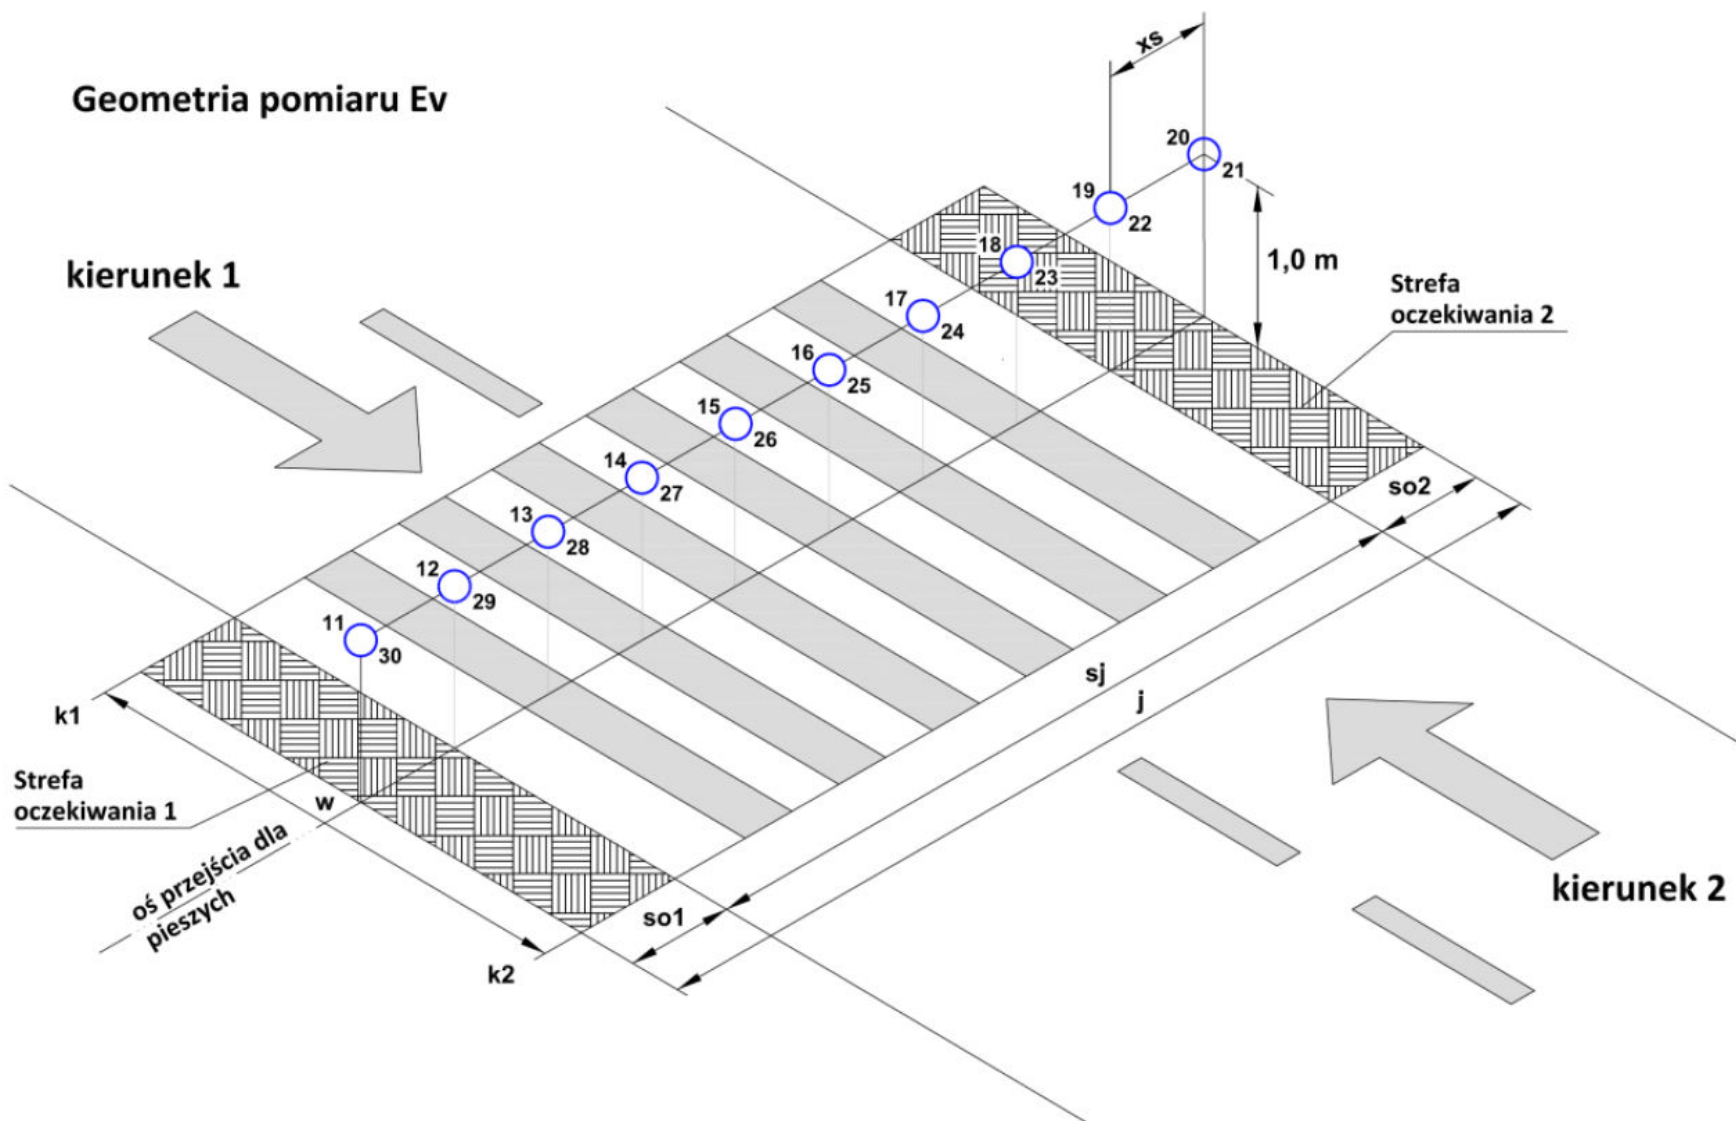 Geometria pomiaru Ev
xs
20
21
19
22
1,0 m
18
23
kierunek 1
Strefa
oczekiwania 2
17
24
16
25
15
26
14
27
so2
13
28
12
29
11
30
sj
j
k1
Strefa
oczekiwania 1
w
oś przejścia dla
pieszych
so1
kierunek 2
k2